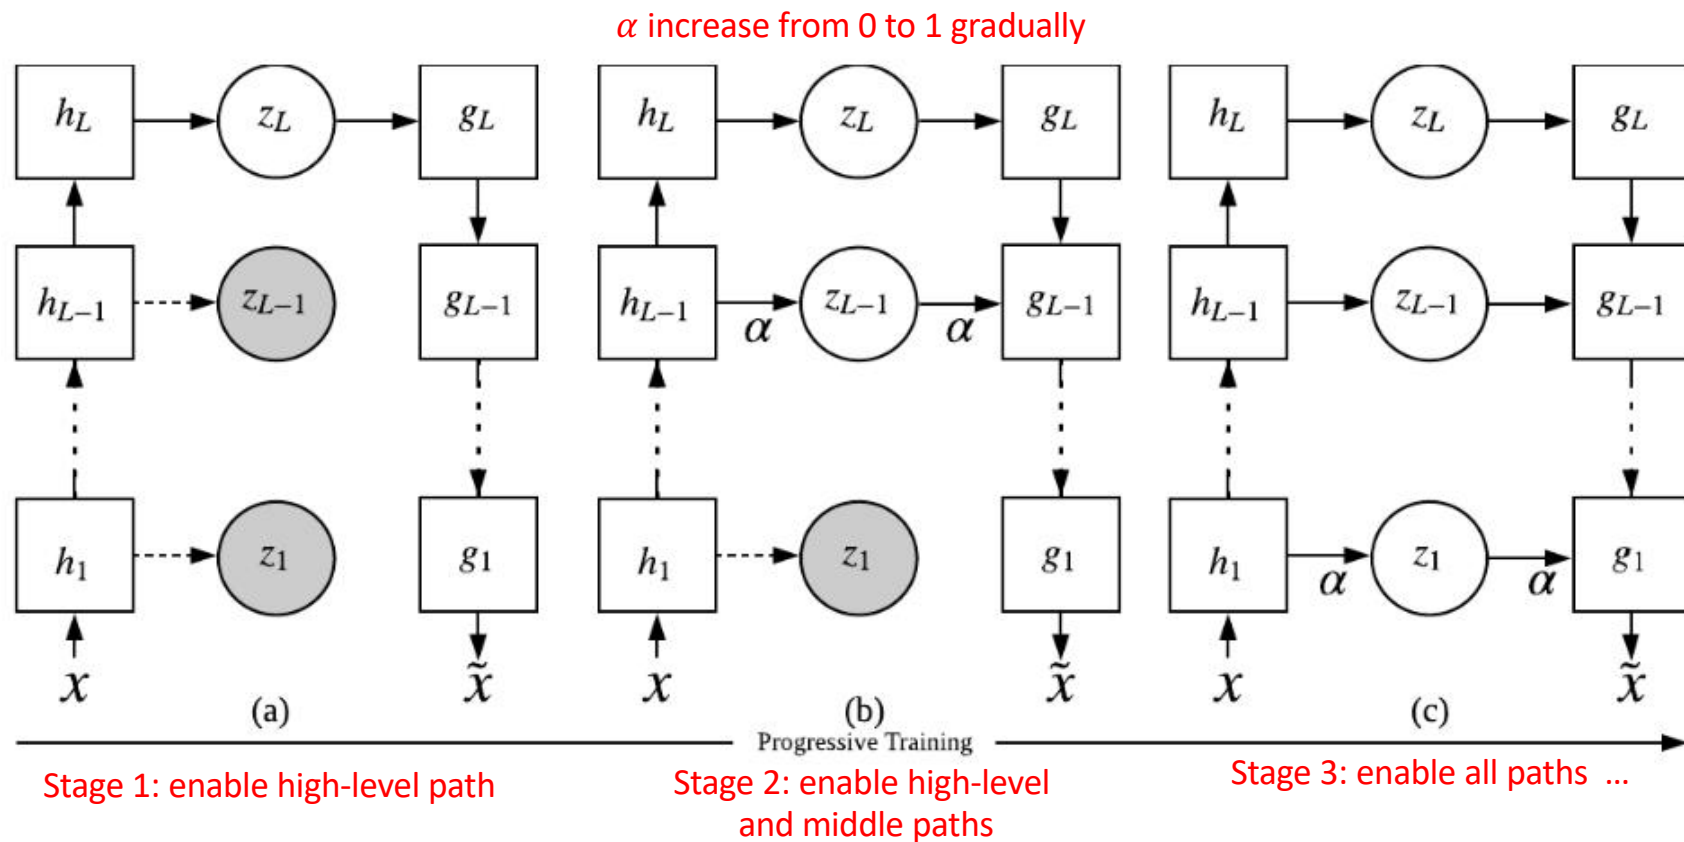 α increase from 0 to 1 gradually
h_L z_L g_L h_L z_L g_L h_L z_L g_L
h_{L−1} z_{L−1} g_{L−1} h_{L−1} α z_{L−1} α g_{L−1} h_{L−1} z_{L−1} g_{L−1}
h_1 z_1 g_1 h_1 z_1 g_1 h_1 α z_1 α g_1
x x̃ x x̃ x x̃
(a) (b) (c)
Progressive Training
Stage 1: enable high-level path
Stage 2: enable high-level
and middle paths
Stage 3: enable all paths ...